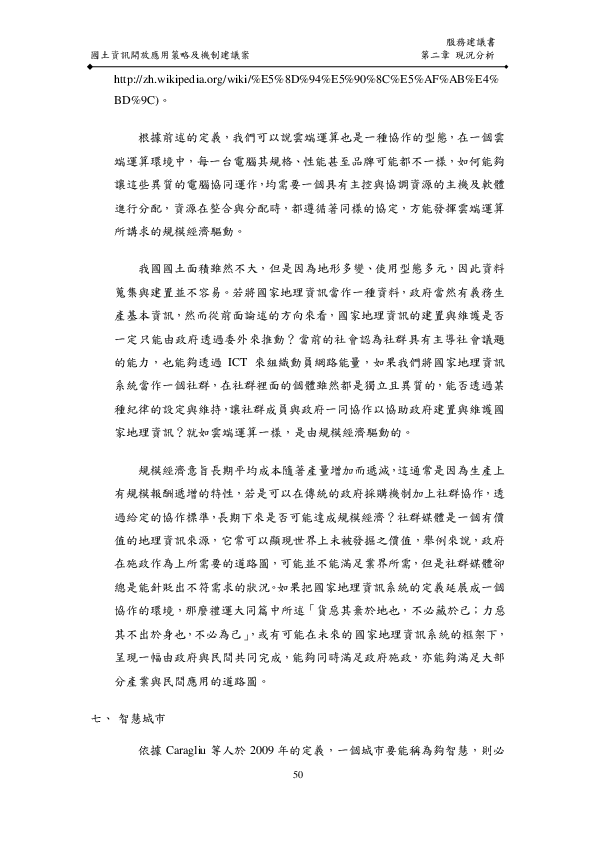 服務建議書
國土資訊開放應用策略及機制建議案
第二章 現況分析
http://zh.wikipedia.org/wiki/%E5%8D%94%E5%90%8C%E5%AF%AB%E4%
BD%9C)。
根據前述的定義，我們可以說雲端運算也是一種協作的型態，在一個雲
端運算環境中，每一台電腦其規格、性能甚至品牌可能都不一樣，如何能夠
讓這些異質的電腦協同運作，均需要一個具有主控與協調資源的主機及軟體
進行分配，資源在整合與分配時，都遵循著同樣的協定，方能發揮雲端運算
所講求的規模經濟驅動。
我國國土面積雖然不大，但是因為地形多變、使用型態多元，因此資料
蒐集與建置並不容易。若將國家地理資訊當作一種資料，政府當然有義務生
產基本資訊，然而從前面論述的方向來看，國家地理資訊的建置與維護是否
一定只能由政府透過委外來推動？當前的社會認為社群具有主導社會議題
的能力，也能夠透過 ICT 來組織動員網路能量，如果我們將國家地理資訊
系統當作一個社群，在社群裡面的個體雖然都是獨立且異質的，能否透過某
種紀律的設定與維持，讓社群成員與政府一同協作以協助政府建置與維護國
家地理資訊？就如雲端運算一樣，是由規模經濟驅動的。
規模經濟意旨長期平均成本隨著產量增加而遞減，這通常是因為生產上
有規模報酬遞增的特性，若是可以在傳統的政府採購機制加上社群協作，透
過給定的協作標準，長期下來是否可能達成規模經濟？社群媒體是一個有價
值的地理資訊來源，它常可以顯現世界上未被發掘之價值，舉例來說，政府
在施政作為上所需要的道路圖，可能並不能滿足業界所需，但是社群媒體卻
總是能針貶出不符需求的狀況。如果把國家地理資訊系統的定義延展成一個
協作的環境，那麼禮運大同篇中所述「貨惡其棄於地也，不必藏於己；力惡
其不出於身也，不必為己」，或有可能在未來的國家地理資訊系統的框架下，
呈現一幅由政府與民間共同完成，能夠同時滿足政府施政，亦能夠滿足大部
分產業與民間應用的道路圖。
七、 智慧城市
依據 Caragliu 等人於 2009 年的定義，一個城市要能稱為夠智慧，則必
50